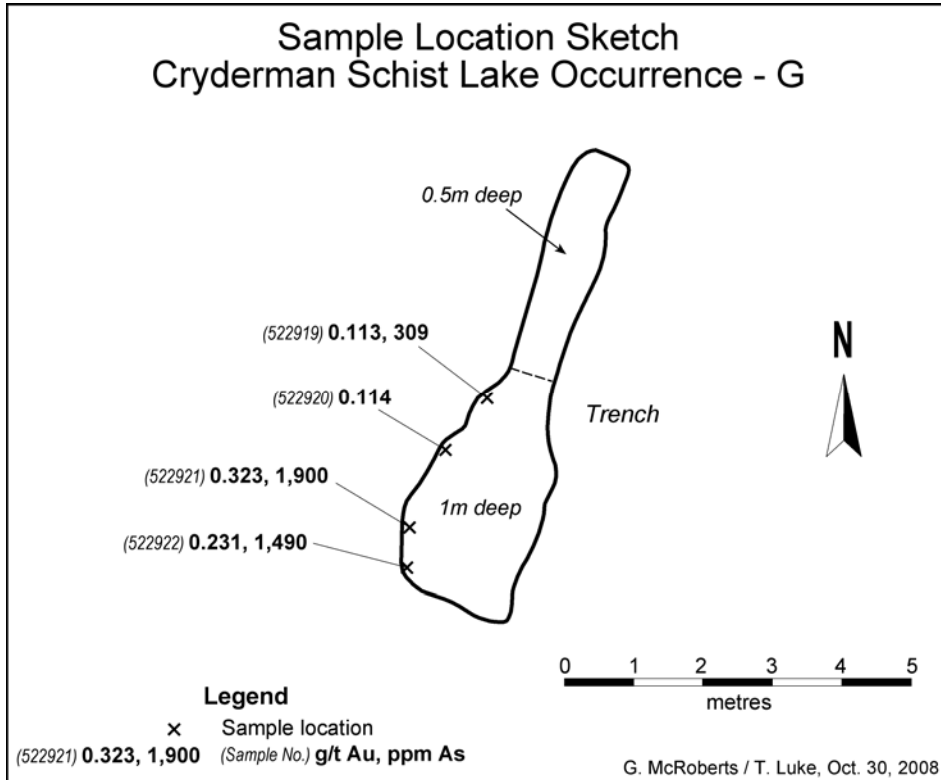 Sample Location Sketch
Cryderman Schist Lake Occurrence - G
0.5m deep
(522919) 0.113, 309
(522920) 0.114
Trench
N
(522921) 0.323, 1,900
1m deep
(522922) 0.231, 1,490
0 1 2 3 4 5
metres
Legend
Sample location
(522921) 0.323, 1,900 (Sample No.) g/t Au, ppm As
G. McRoberts / T. Luke, Oct. 30, 2008